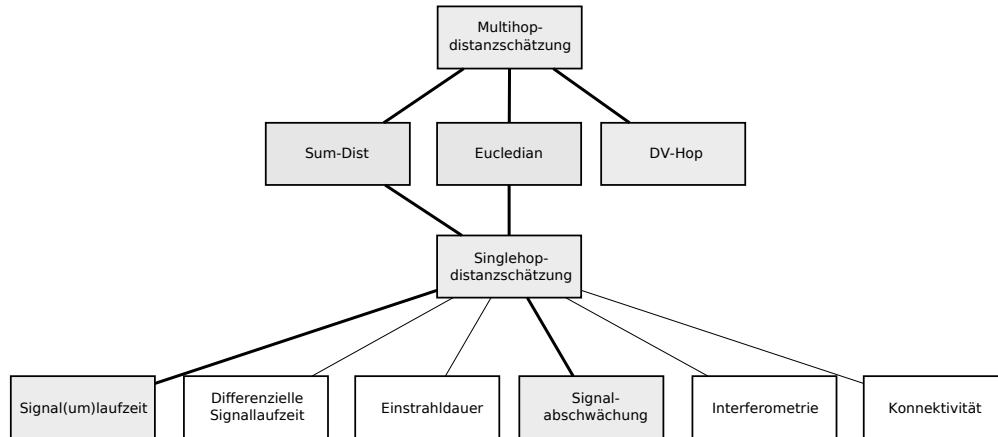 Multihop-
distanzschätzung
Sum-Dist
Eucledian
DV-Hop
Singlehop-
distanzschätzung
Signal(um)laufzeit
Differenzielle
Signallaufzeit
Einstrahldauer
Signal-
abschwächung
Interferometrie
Konnektivität